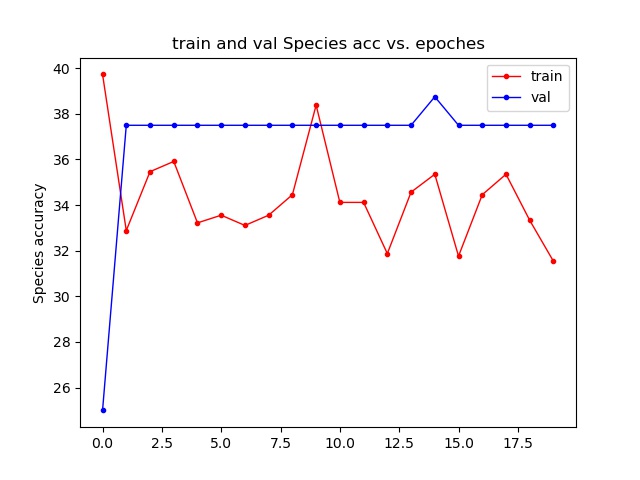 train and val Species acc vs. epoches
train
val
Species accuracy
40
38
36
34
32
30
28
26
0.0 2.5 5.0 7.5 10.0 12.5 15.0 17.5